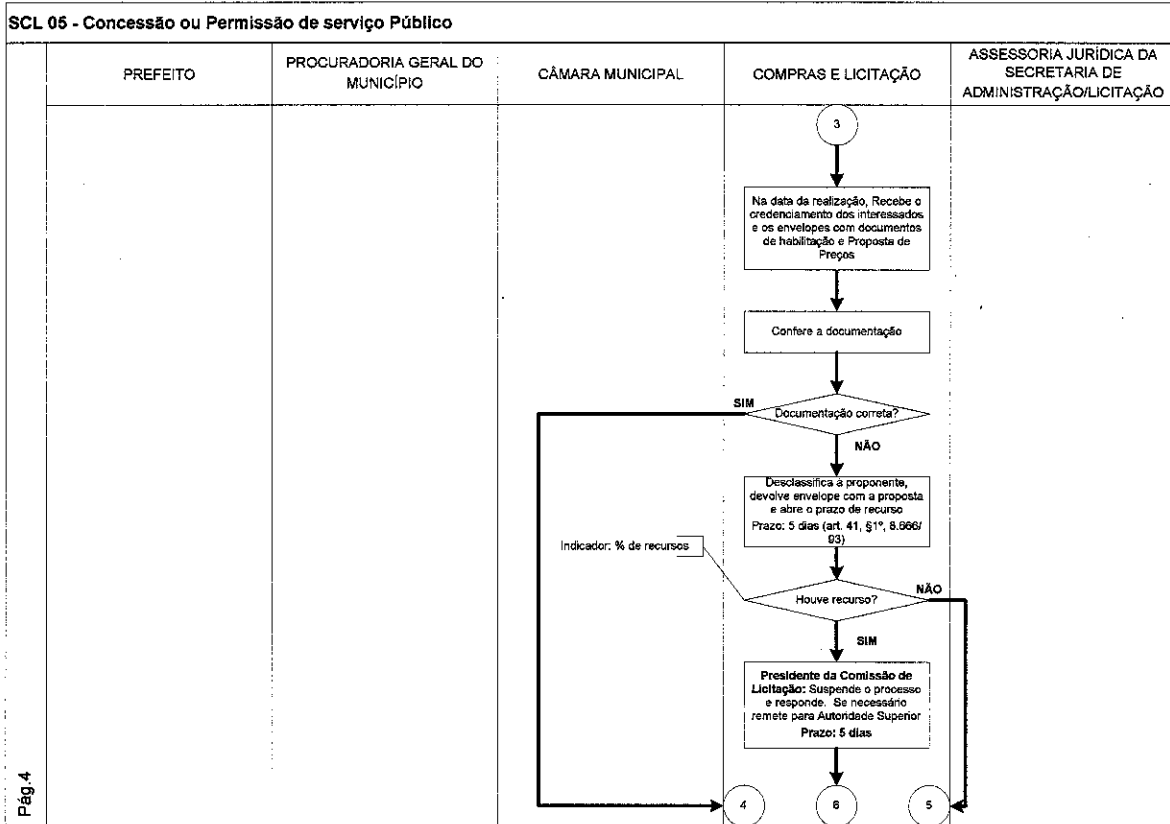 SCL 05 - Concessão ou Permissão de serviço Público
PREFEITO
PROCURADORIA GERAL DO
MUNICÍPIO
CÂMARA MUNICIPAL
COMPRAS E LICITAÇÃO
ASSESSORIA JURÍDICA DA
SECRETARIA DE
ADMINISTRAÇÃO/LICITAÇÃO
3
Na data da realização, Recebe o
credenciamento dos interessados
e os envelopes com documentos
de habilitação e Proposta de
Preços
Confere a documentação
SIM
Documentação correta?
NÃO
Desclassifica a proponente,
devolve envelope com a proposta
e abre o prazo de recurso
Prazo: 5 dias (art. 41, §1º, 8.666/
93)
Indicador: % de recursos
NÃO
Houve recurso?
SIM
Presidente da Comissão de
Licitação: Suspende o processo
e responde. Se necessário
remete para Autoridade Superior
Prazo: 5 dias
4
6
5
Pág.4